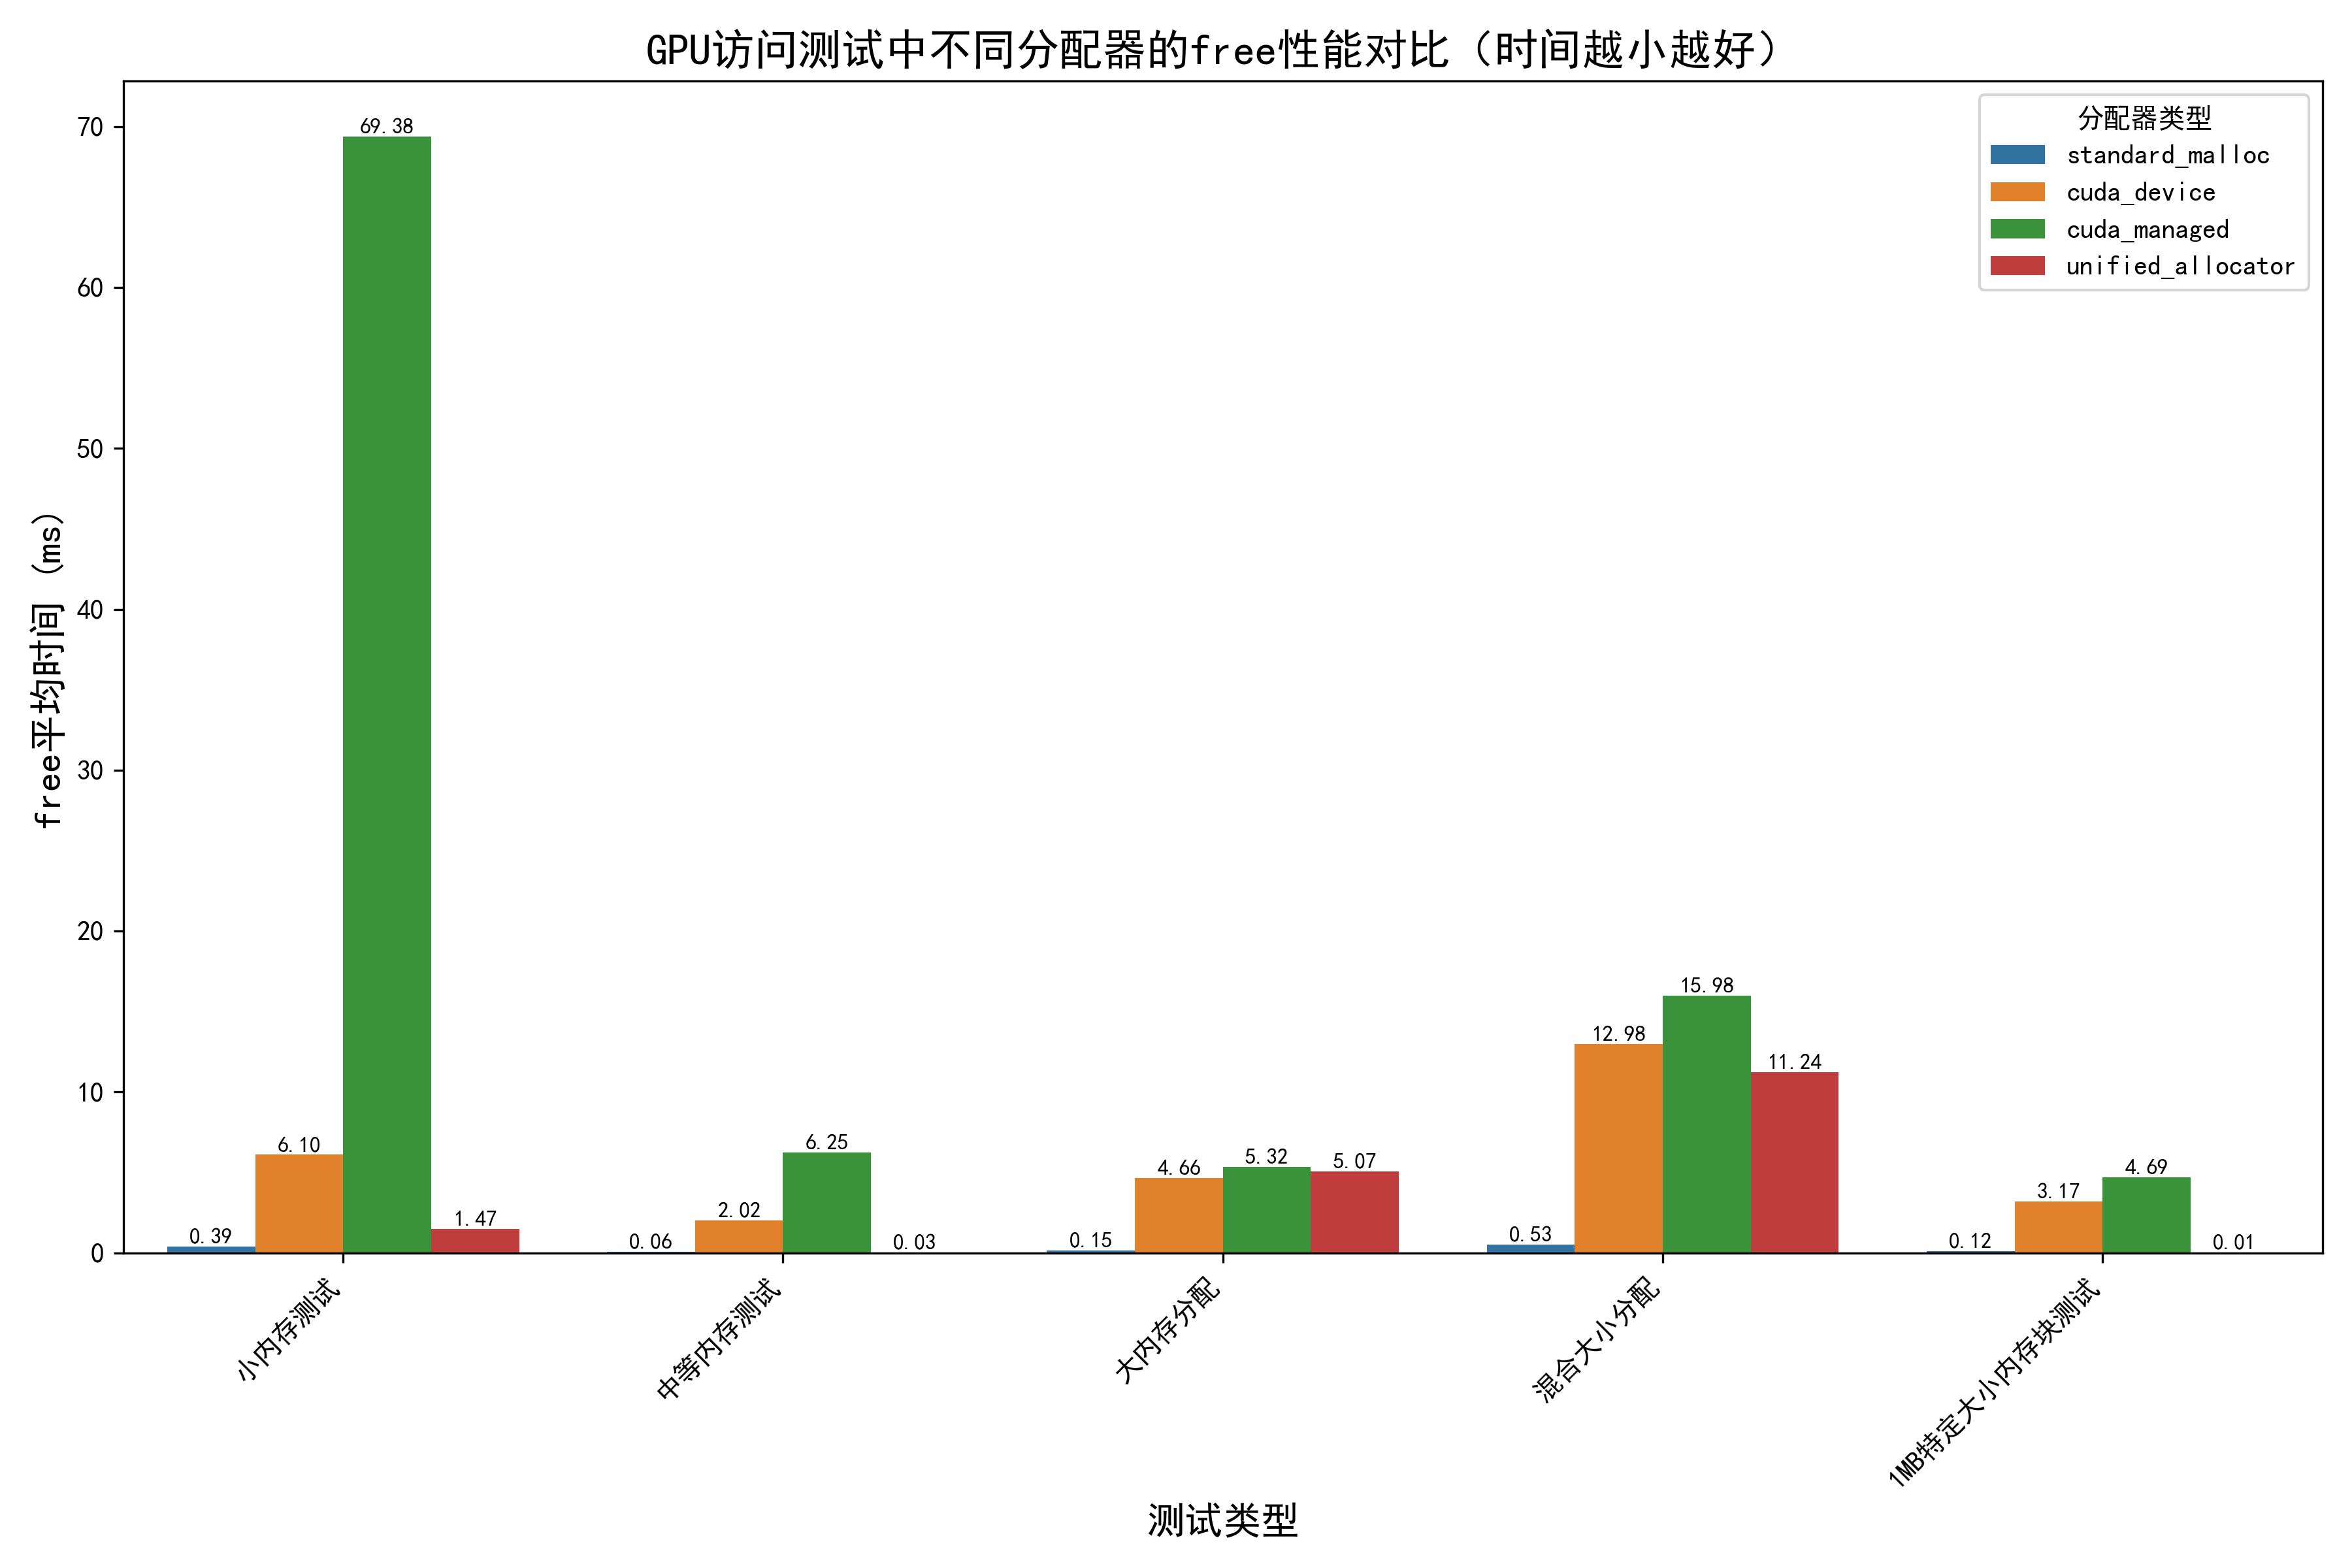 GPU访问测试中不同分配器的free性能对比（时间越小越好）
分配器类型
standard_malloc
cuda_device
cuda_managed
unified_allocator
free平均时间 (ms)
70
60
50
40
30
20
10
0
0.39
6.10
69.38
1.47
0.06
2.02
6.25
0.03
0.15
4.66
5.32
5.07
0.53
12.98
15.98
11.24
0.12
3.17
4.69
0.01
小内存测试
中等内存测试
大内存分配
混合大小分配
1MB特定大小内存块测试
测试类型